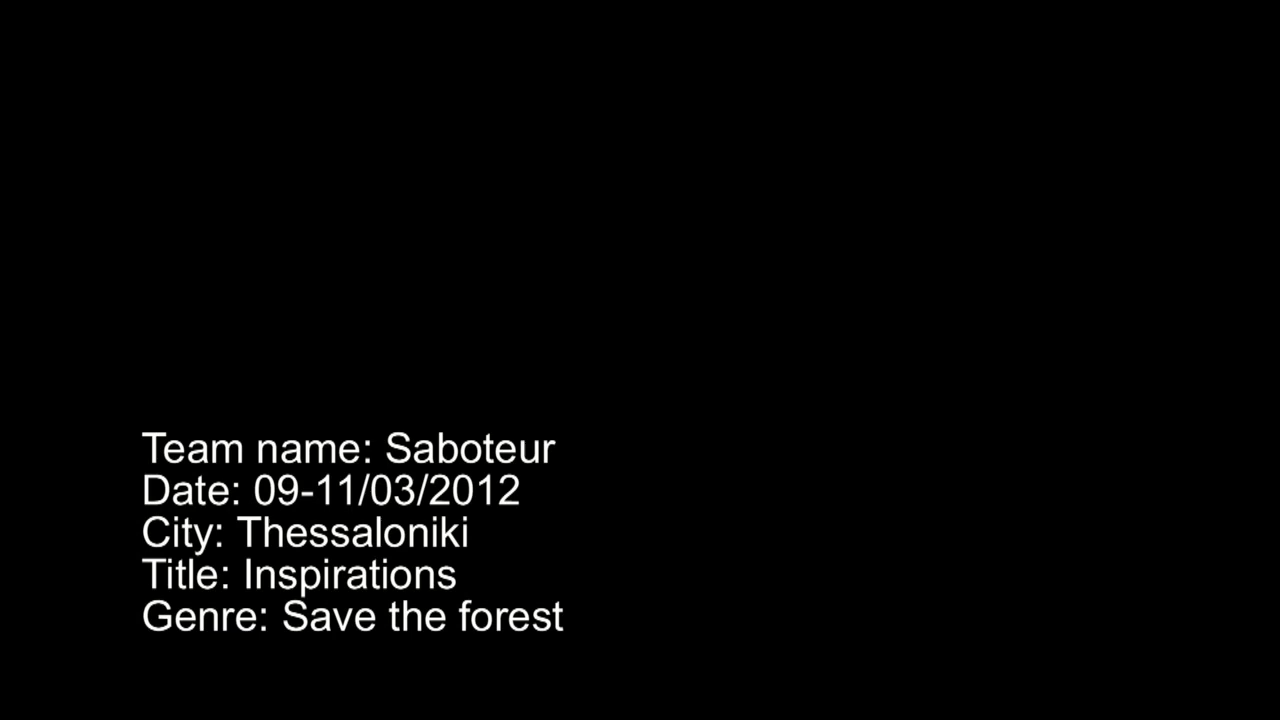 Team name: Saboteur
Date: 09-11/03/2012
City: Thessaloniki
Title: Inspirations
Genre: Save the forest